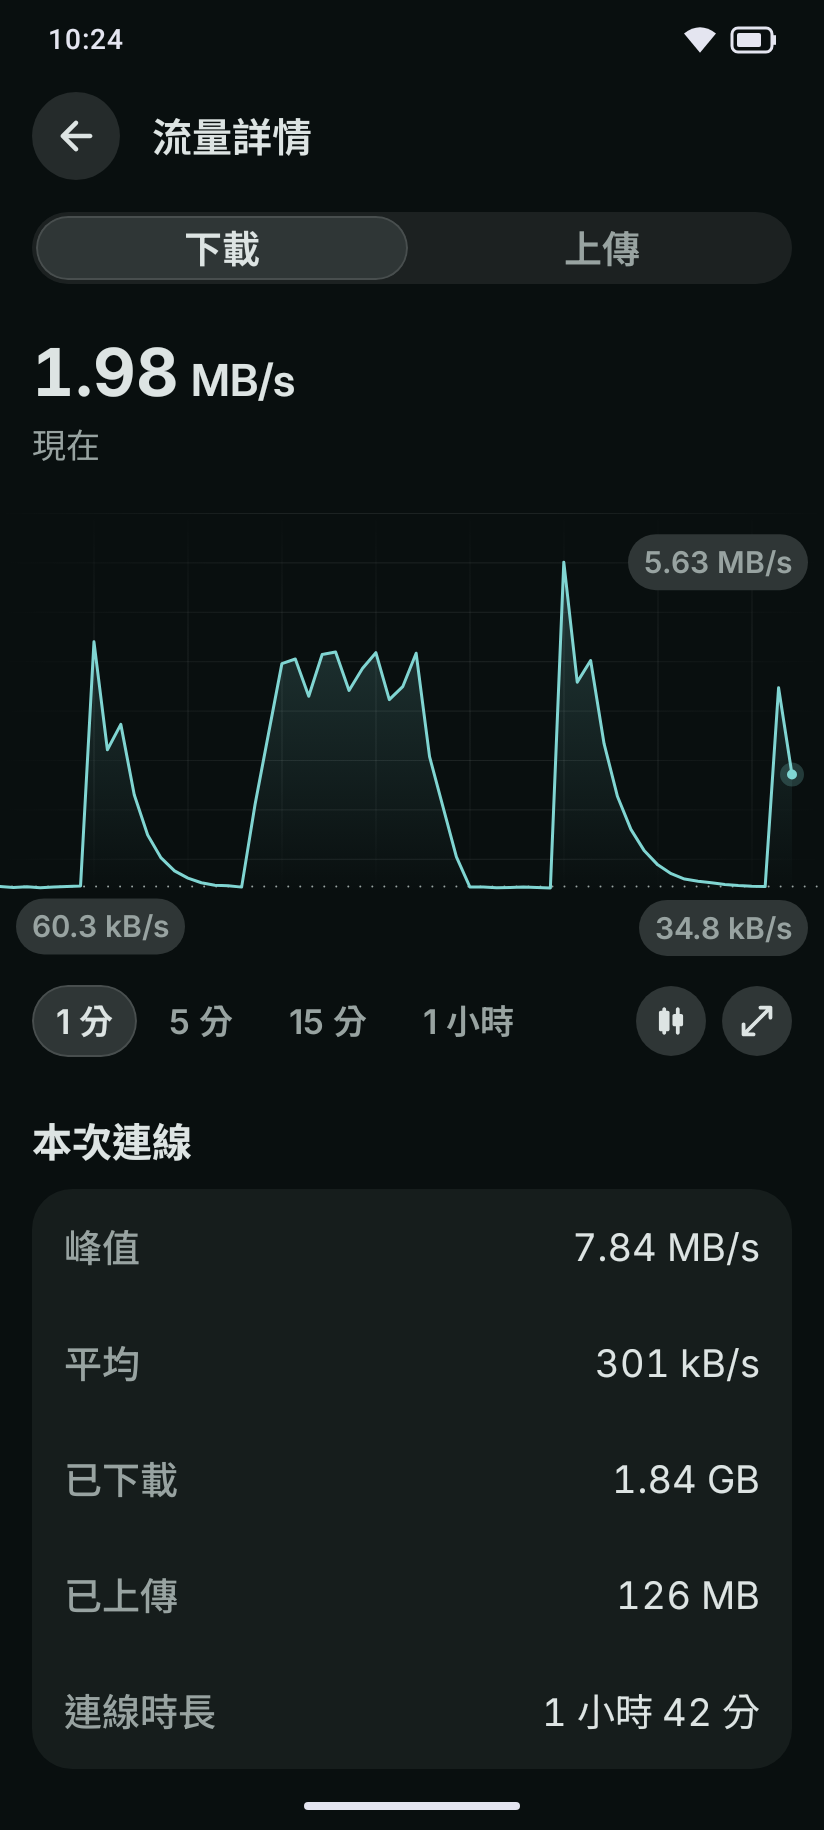 10:24
流量詳情
下載
上傳
1.98 MB/s
現在
5.63 MB/s
60.3 kB/s
34.8 kB/s
1 分
5 分
15 分
1 小時
本次連線
峰值
7.84 MB/s
平均
301 kB/s
已下載
1.84 GB
已上傳
126 MB
連線時長
1 小時 42 分